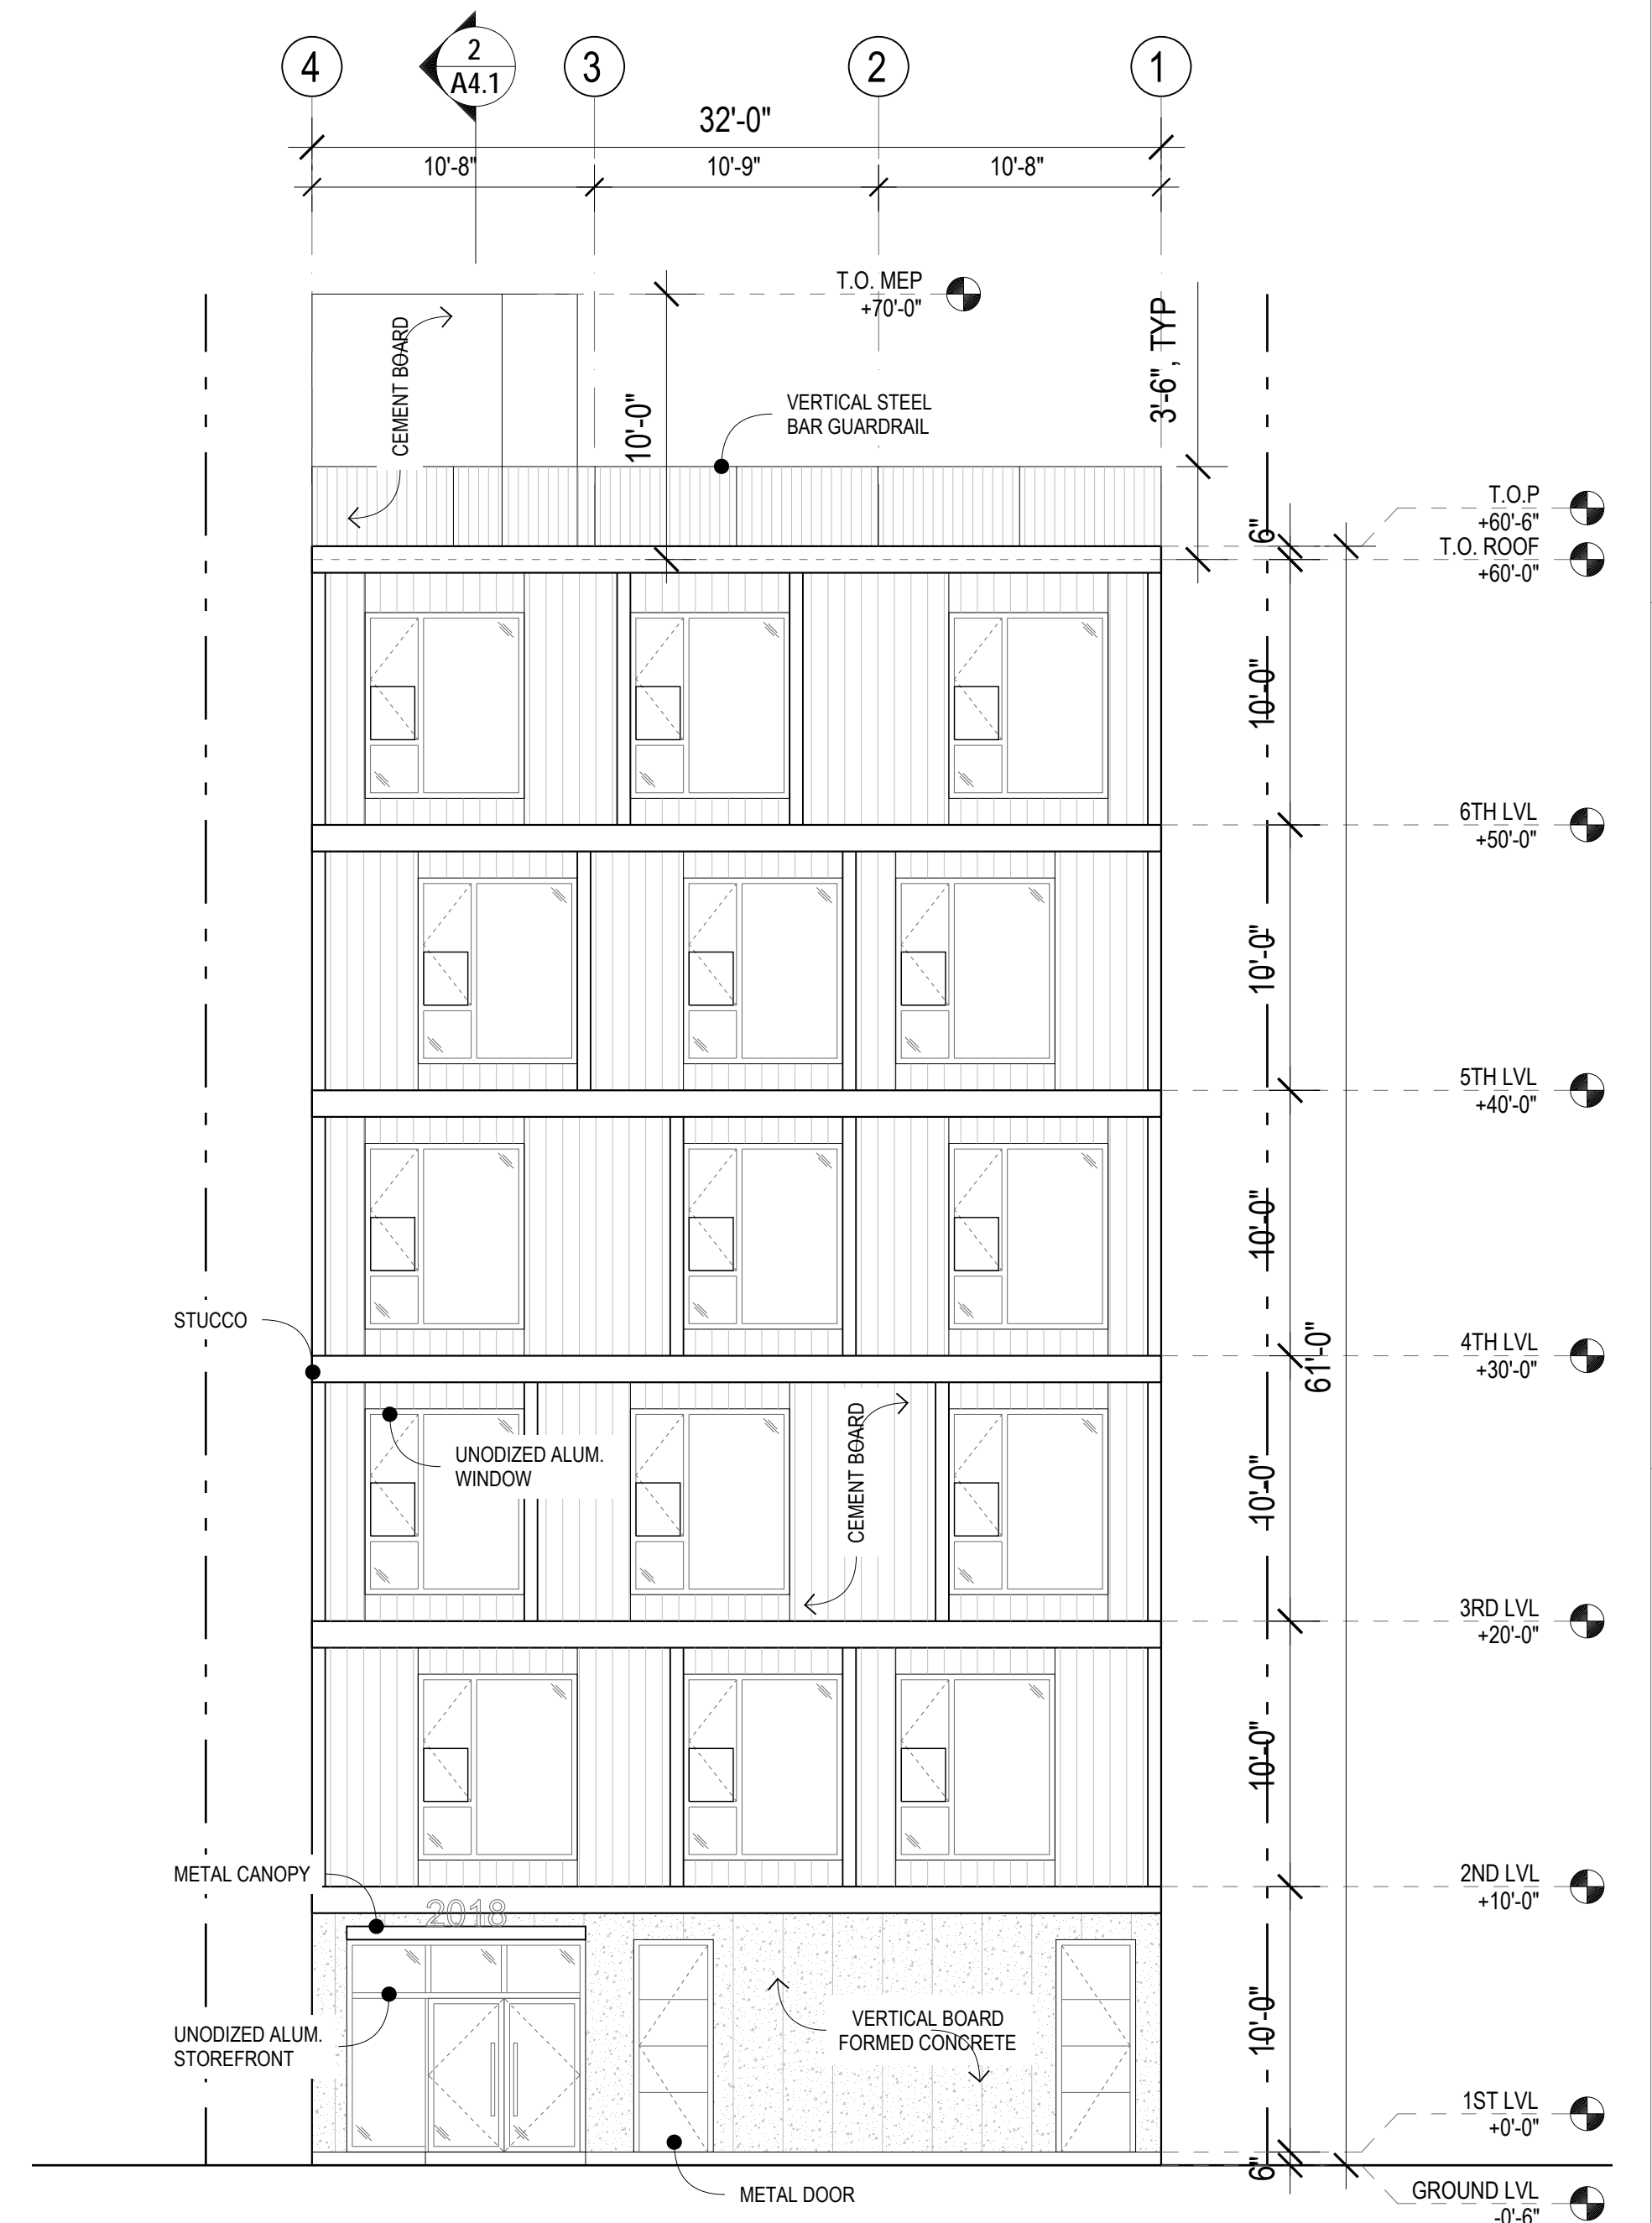 4
2
A4.1
3
2
1
32'-0"
10'-8"
10'-9"
10'-8"
T.O. MEP
+70'-0"
3'-6", TYP
CEMENT BOARD
10'-0"
VERTICAL STEEL
BAR GUARDRAIL
T.O.P
+60'-6"
6"
T.O. ROOF
+60'-0"
10'-0"
6TH LVL
+50'-0"
10'-0"
5TH LVL
+40'-0"
10'-0"
STUCCO
4TH LVL
+30'-0"
61'-0"
UNODIZED ALUM.
WINDOW
CEMENT BOARD
10'-0"
3RD LVL
+20'-0"
10'-0"
METAL CANOPY
2ND LVL
+10'-0"
2018
UNODIZED ALUM.
STOREFRONT
VERTICAL BOARD
FORMED CONCRETE
10'-0"
1ST LVL
+0'-0"
6"
METAL DOOR
GROUND LVL
-0'-6"